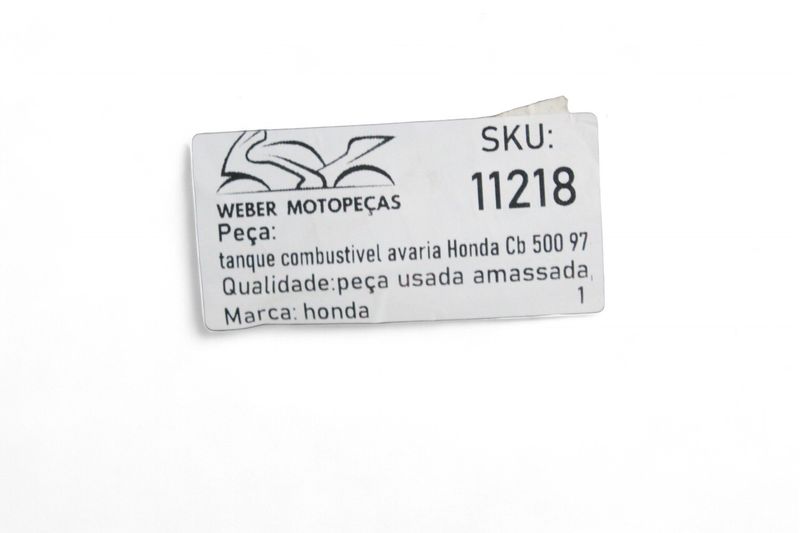 SKU:
11218
WEBER MOTOPEÇAS
Peça:
tanque combustivel avaria Honda Cb 500 97
Qualidade:peça usada amassada,
1
Marca: honda